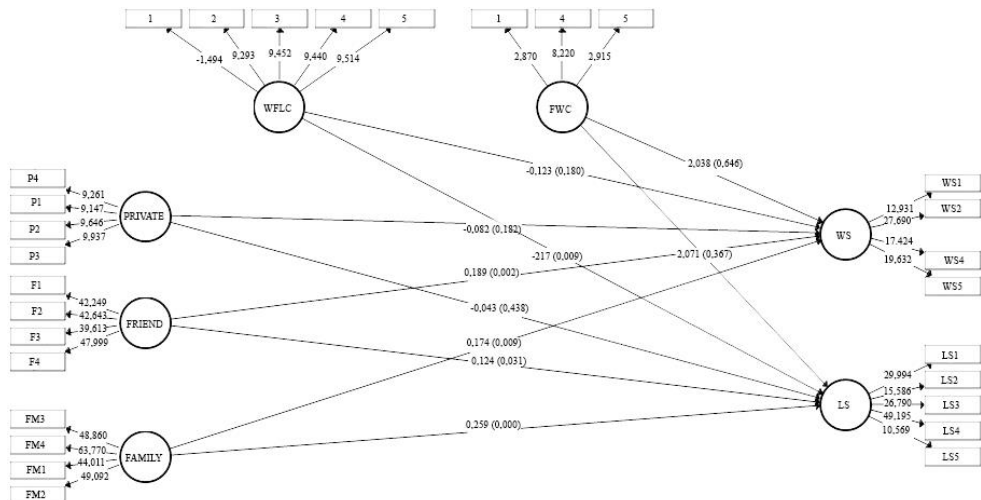 1 2 3 4 5
1 4 5
-1,494 9,293 9,452 9,440 9,514
2,870 8,220 2,915
WFLC
FWC
2,038 (0,646)
-0,123 (0,180)
P4
P1
P2
P3
9,261
9,147
9,646
9,937
PRIVATE
WS1
WS2
WS4
WS5
12,931
27,690
17.424
19,632
WS
-0,082 (0,182)
-217 (0,009)
2,071 (0,367)
0,189 (0,002)
F1
F2
F3
F4
42,249
42,643
39,613
47,999
FRIEND
-0,043 (0,438)
0,174 (0,009)
0,124 (0,031)
LS1
LS2
LS3
LS4
LS5
29,994
15,586
26,790
49,195
10,569
LS
0,259 (0,000)
FM3
FM4
FM1
FM2
48,860
63,770
44,011
49,092
FAMILY